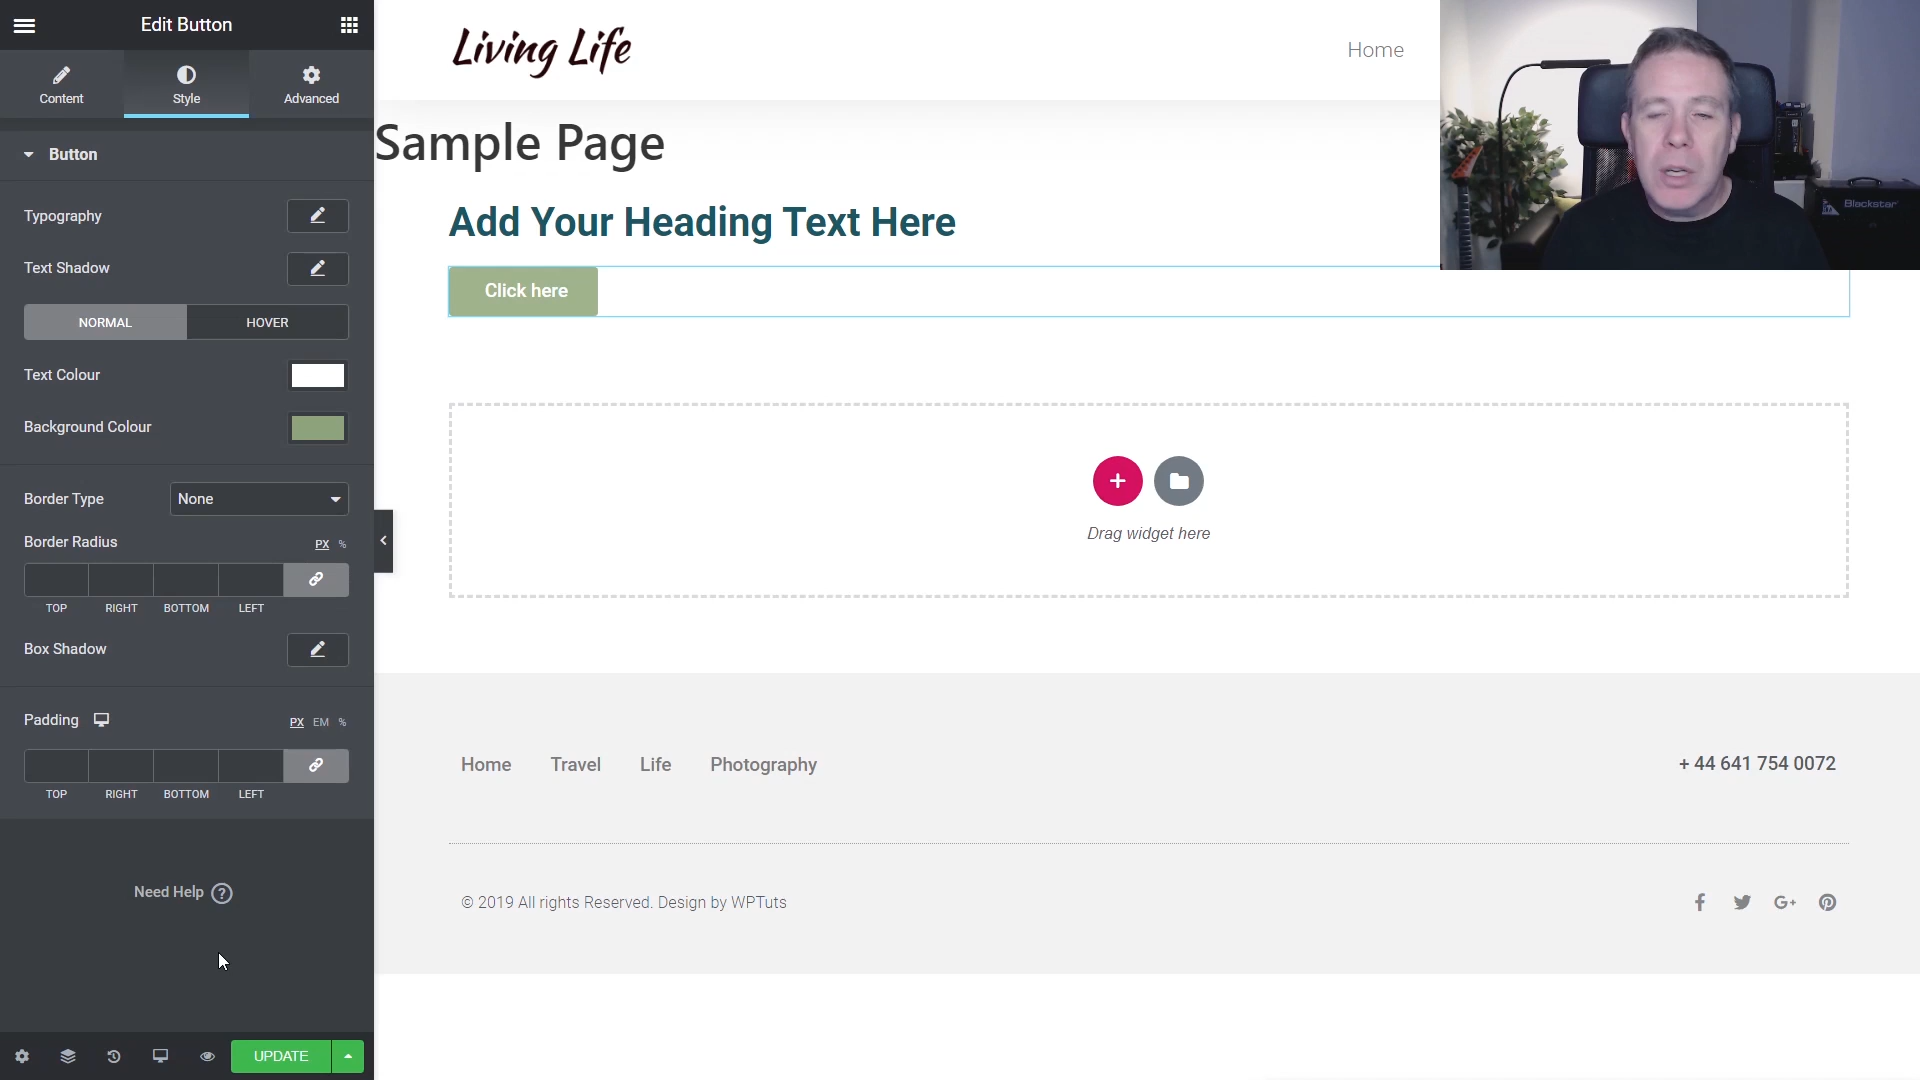 Edit Button
Content
Style
Advanced
Button
Typography
Text Shadow
NORMAL
HOVER
Text Colour
Background Colour
Border Type
None
Border Radius
PX %
TOP RIGHT BOTTOM LEFT
Box Shadow
Padding
PX EM %
TOP RIGHT BOTTOM LEFT
Need Help ?
UPDATE
Living Life
Home
Sample Page
Add Your Heading Text Here
Click here
Drag widget here
Home Travel Life Photography
+ 44 641 754 0072
© 2019 All rights Reserved. Design by WPTuts
G+
Blackstar